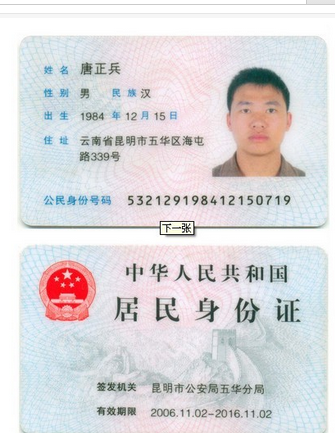 姓名 唐正兵
性别 男 民族 汉
出生 1984 年 12 月 15 日
住址 云南省昆明市五华区海屯
路339号
公民身份号码 532129198412150719
下一张
中华人民共和国
居民身份证
签发机关 昆明市公安局五华分局
有效期限 2006.11.02-2016.11.02